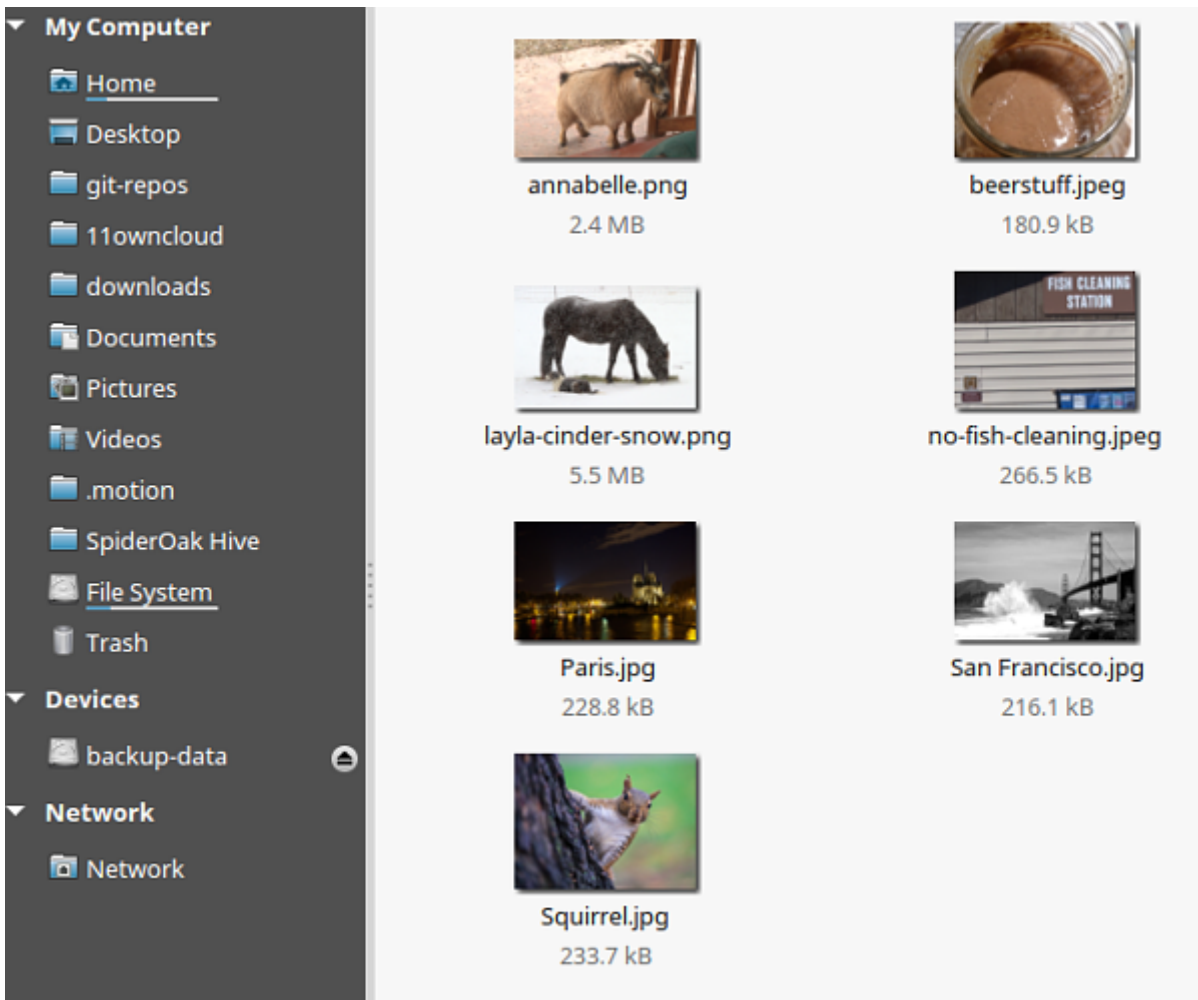 My Computer
Home
Desktop
git-repos
11owncloud
downloads
Documents
Pictures
Videos
.motion
SpiderOak Hive
File System
Trash
Devices
backup-data
Network
Network
annabelle.png
2.4 MB
beerstuff.jpeg
180.9 kB
FISH CLEANING
STATION
layla-cinder-snow.png
5.5 MB
no-fish-cleaning.jpeg
266.5 kB
Paris.jpg
228.8 kB
San Francisco.jpg
216.1 kB
Squirrel.jpg
233.7 kB